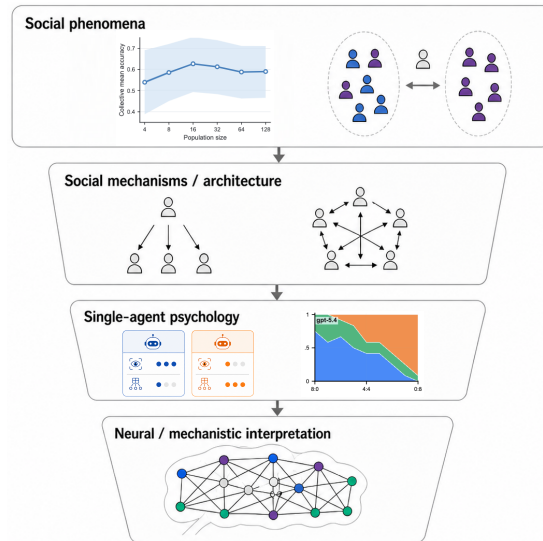 Social phenomena
Collective mean accuracy
0.7
0.6
0.5
0.4
4 8 16 32 64 128
Population size
Social mechanisms / architecture
Single-agent psychology
gpt-5.4
1
.5
0
8:0 4:4 0:8
Neural / mechanistic interpretation